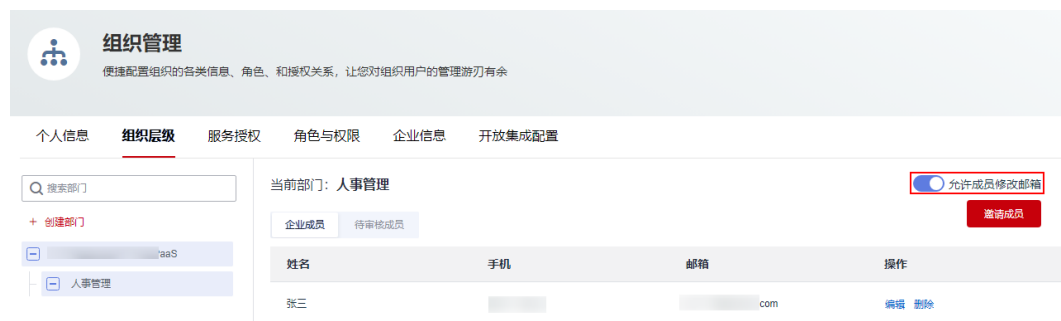 组织管理
便捷配置组织的各类信息、角色、和授权关系，让您对组织用户的管理游刃有余
个人信息 组织层级 服务授权 角色与权限 企业信息 开放集成配置
搜索部门
当前部门：人事管理
允许成员修改邮箱
+ 创建部门
邀请成员
企业成员 待审核成员
aaS
人事管理
姓名 手机 邮箱 操作
张三 com 编辑 删除